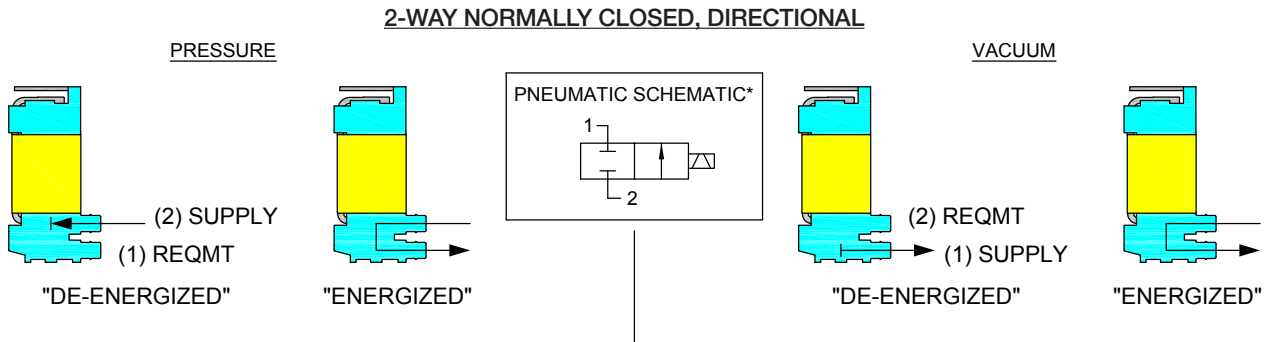 2-WAY NORMALLY CLOSED, DIRECTIONAL
PRESSURE
VACUUM
PNEUMATIC SCHEMATIC*
1
2
(2) SUPPLY
(1) REQMT
"DE-ENERGIZED"
"ENERGIZED"
(2) REQMT
(1) SUPPLY
"DE-ENERGIZED"
"ENERGIZED"